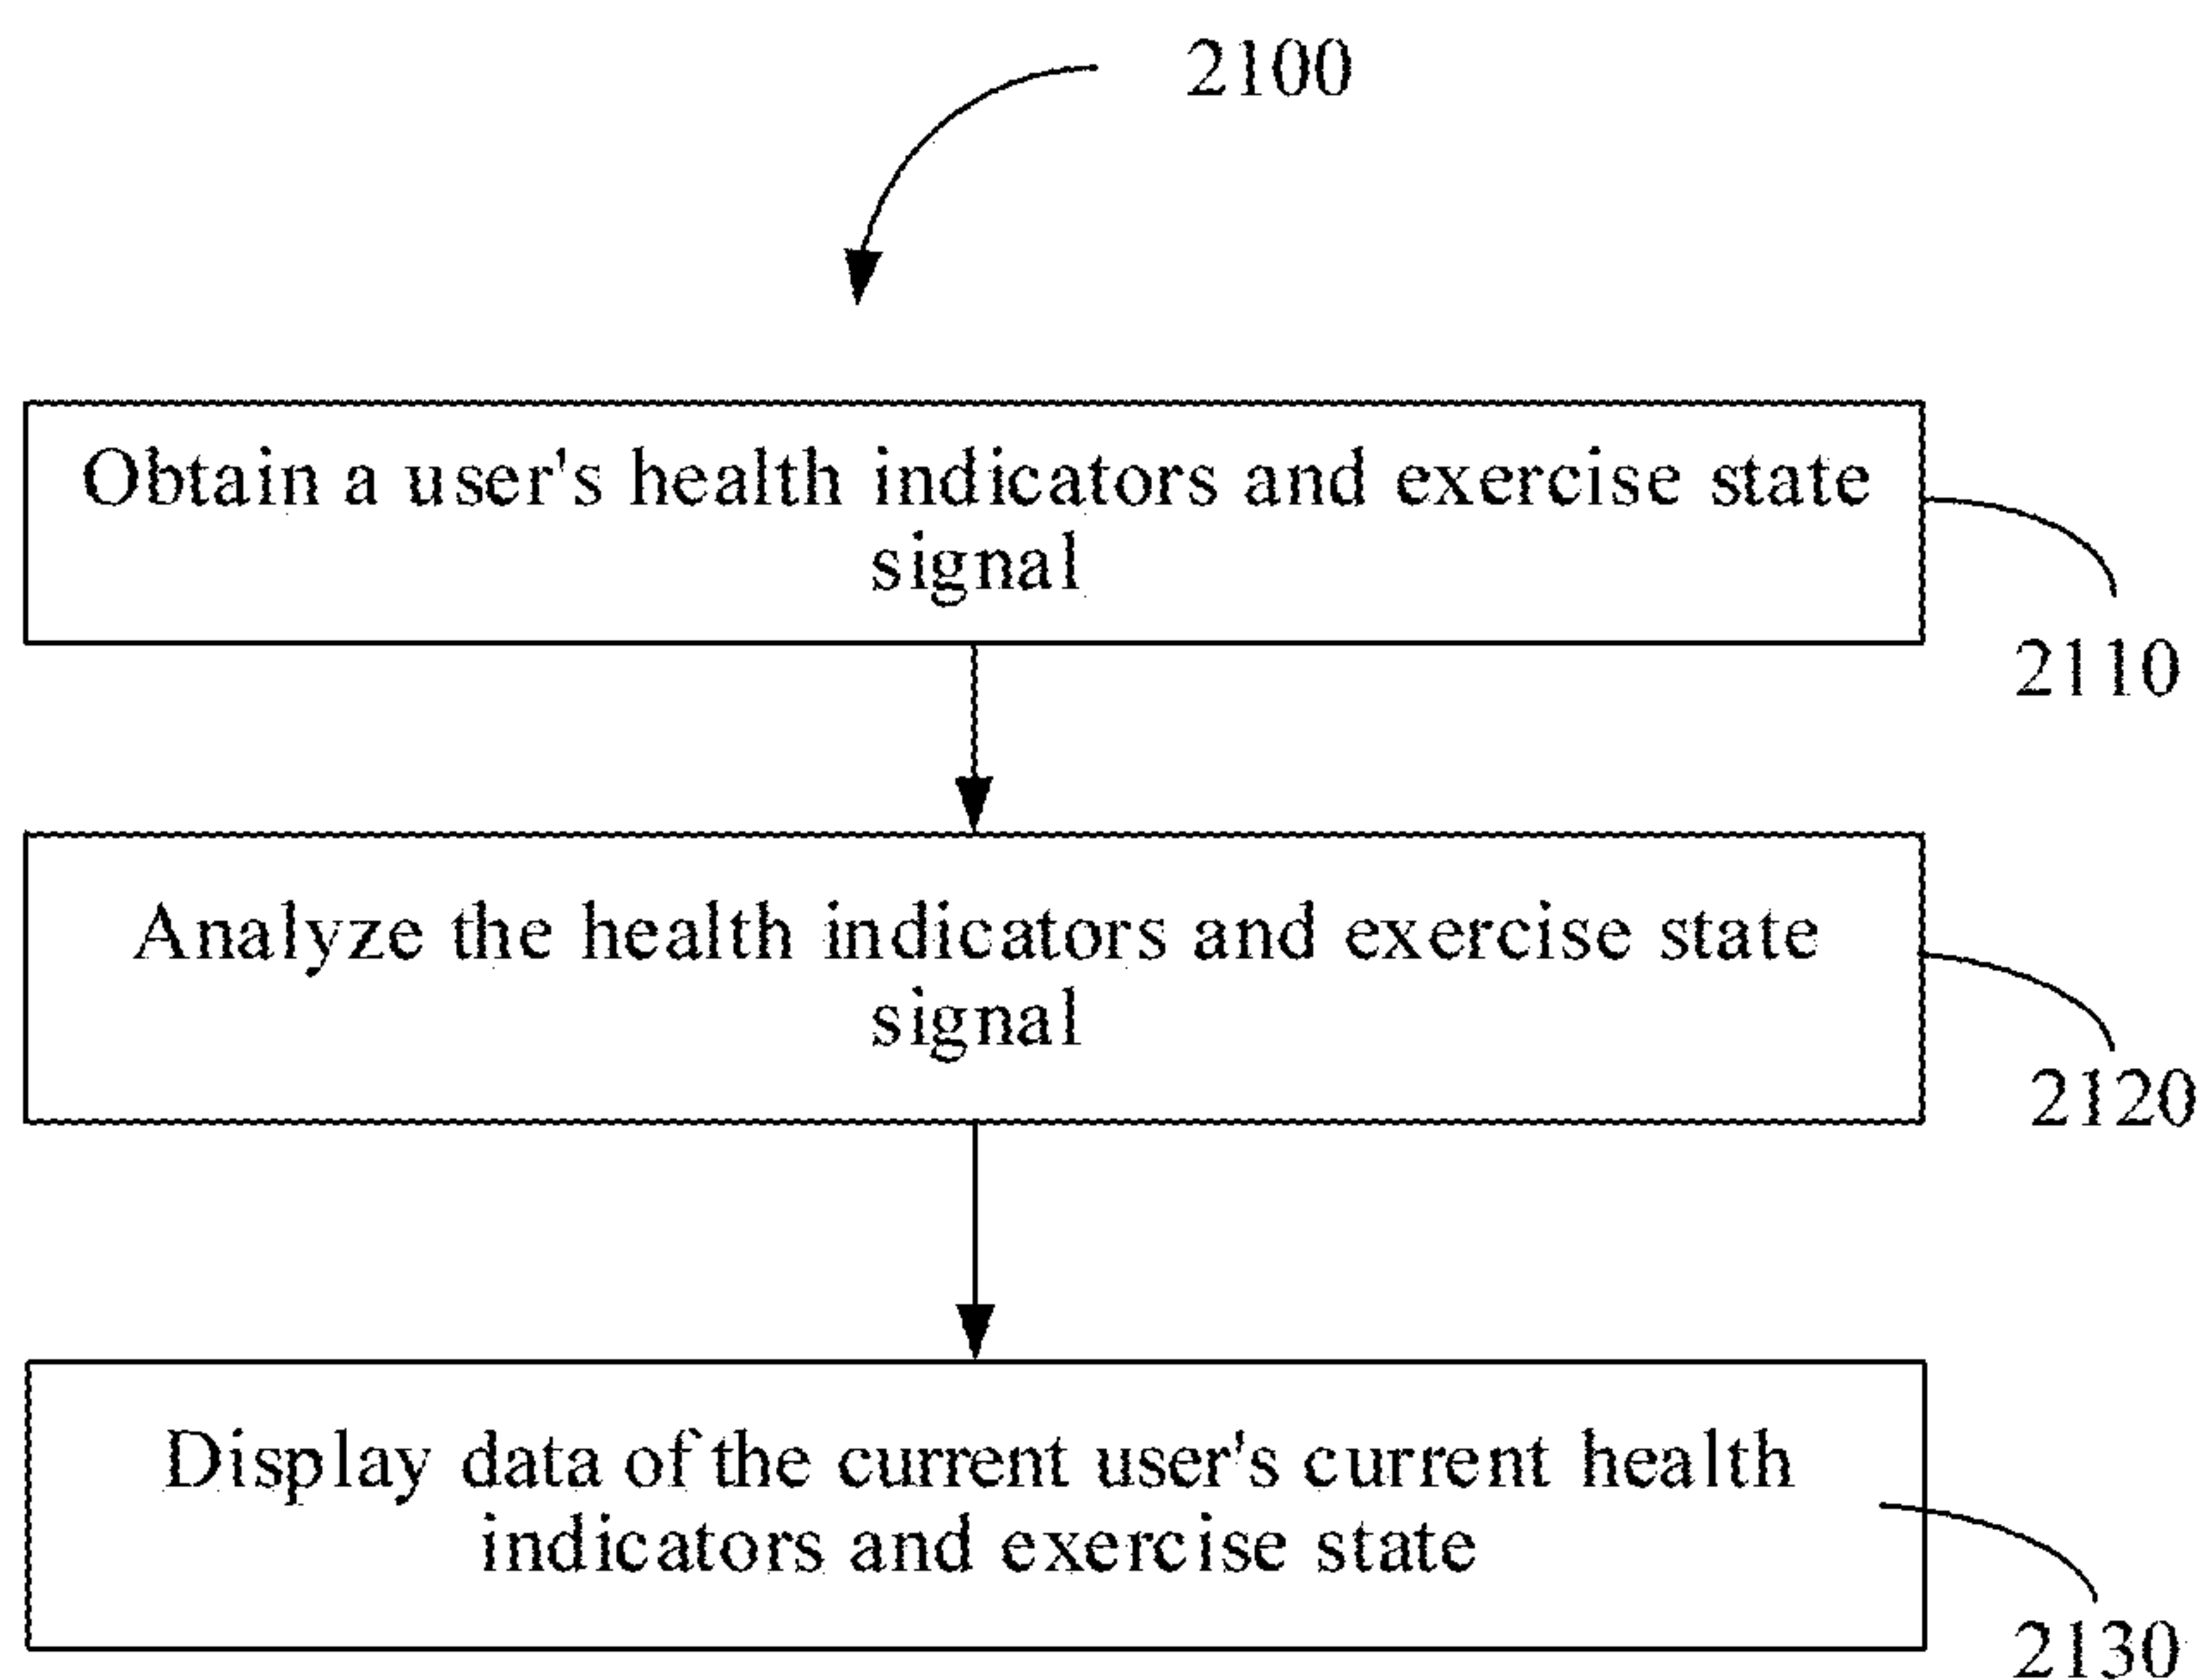 2100
Obtain a user's health indicators and exercise state
signal
2110
Analyze the health indicators and exercise state
signal
2120
Display data of the current user's current health
indicators and exercise state
2130